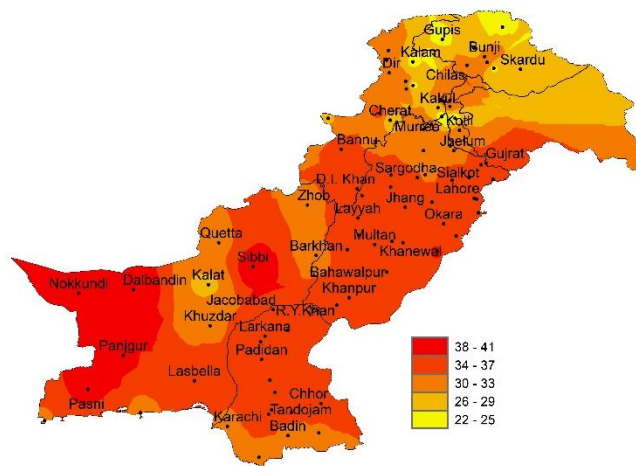 Gupis
Kalam
Bunji
Dir
Skardu
Chilas
Kakul
Cherat
Murree
Kotli
Bannu
Jhelum
Gujrat
Sargodha
Sialkot
D.I. Khan
Lahore
Zhob
Jhang
Layyah
Okara
Quetta
Multan
Barkhan
Khanewal
Sibbi
Nokkundi
Dalbandin
Kalat
Bahawalpur
Jacobabad
Khanpur
Khuzdar
R.Y.Khan
Larkana
Panjgur
Padidan
Lasbella
Pasni
Chhor
Karachi
Tandojam
Badin
38 - 41
34 - 37
30 - 33
26 - 29
22 - 25